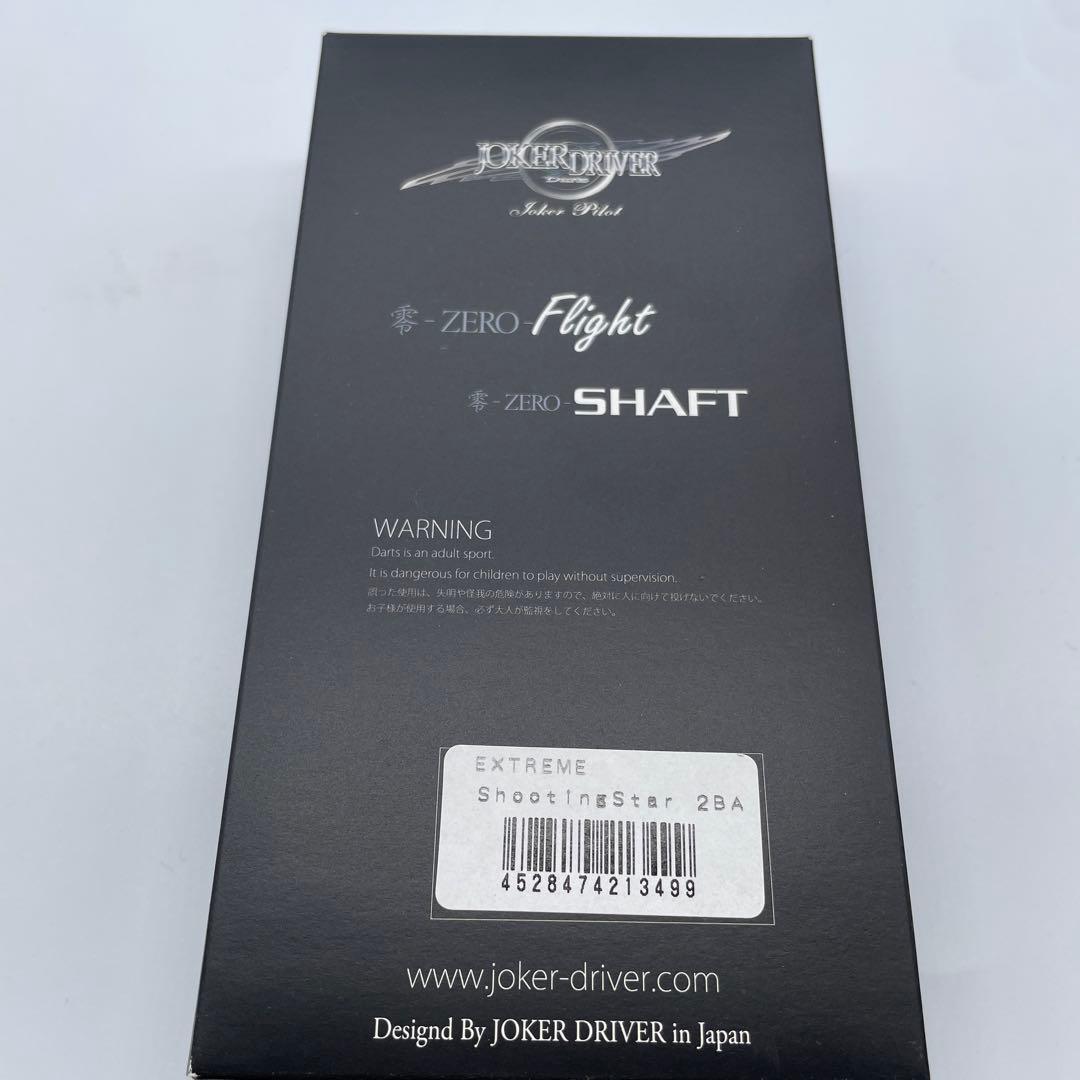 JOKER DRIVER
Darts
Joker Pilot
零 - ZERO - Flight
零 - ZERO - SHAFT
WARNING
Darts is an adult sport.
It is dangerous for children to play without supervision.
誤った使用は、失明や怪我の危険がありますので、絶対に人に向けて投げないでください。
お子様が使用する場合、必ず大人が監視をしてください。
EXTREME
ShootingStar 2BA
4528474213499
www.joker-driver.com
Designd By JOKER DRIVER in Japan